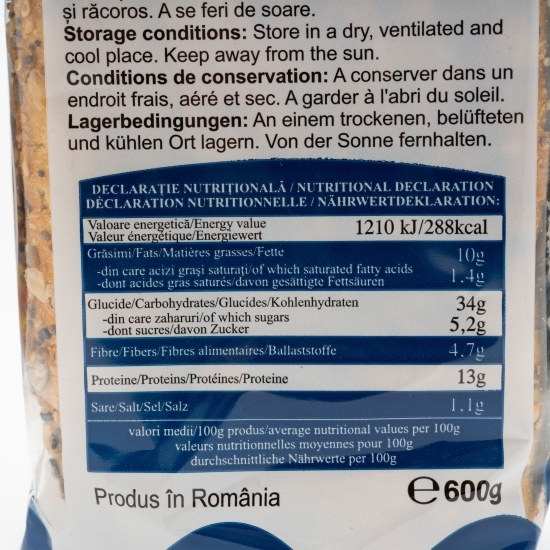 și răcoros. A se feri de soare.
Storage conditions: Store in a dry, ventilated and
cool place. Keep away from the sun.
Conditions de conservation: A conserver dans un
endroit frais, aéré et sec. A garder à l'abri du soleil.
Lagerbedingungen: An einem trockenen, belüfteten
und kühlen Ort lagern. Von der Sonne fernhalten.
DECLARAȚIE NUTRIȚIONALĂ / NUTRITIONAL DECLARATION
DÉCLARATION NUTRITIONNELLE / NÄHRWERTDEKLARATION:
Valoare energetică/Energy value
Valeur énergétique/Energiewert
1210 kJ/288kcal
Grăsimi/Fats/Matières grasses/Fette 10g
-din care acizi grași saturați/of which saturated fatty acids
-dont acides gras saturés/davon gesättigte Fettsäuren
1.4g
Glucide/Carbohydrates/Glucides/Kohlenhydraten 34g
-din care zaharuri/of which sugars
-dont sucres/davon Zucker
5,2g
Fibre/Fibers/Fibres alimentaires/Ballaststoffe 4.7g
Proteine/Proteins/Protéines/Proteine 13g
Sare/Salt/Sel/Salz 1.1g
valori medii/100g produs/average nutritional values per 100g
valeurs nutritionnelles moyennes pour 100g
durchschnittliche Nährwerte per 100g
Produs în România
℮ 600g